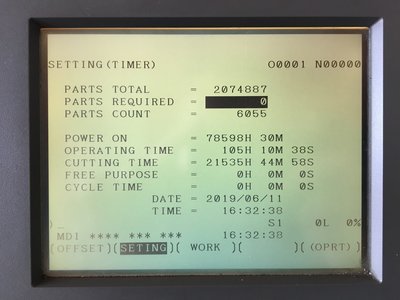 SETTING(TIMER) O0001 N00000
PARTS TOTAL = 2074887
PARTS REQUIRED = 0
PARTS COUNT = 6055
POWER ON = 78598H 30M
OPERATING TIME = 105H 10M 38S
CUTTING TIME = 21535H 44M 58S
FREE PURPOSE = 0H 0M 0S
CYCLE TIME = 0H 0M 0S
DATE = 2019/06/11
TIME = 16:32:38
)_ S1 0L 0%
MDI **** *** *** 16:32:38
(OFFSET)(SETING)( WORK )( )( (OPRT) )